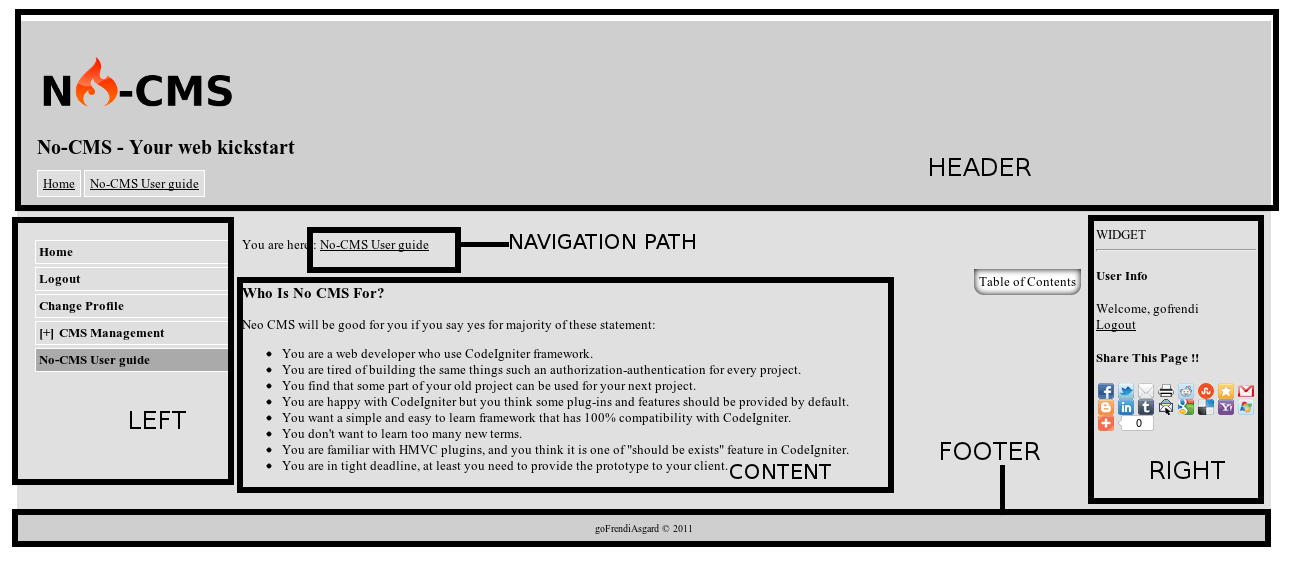 NO-CMS
No-CMS - Your web kickstart
Home No-CMS User guide
HEADER
Home
Logout
Change Profile
[+] CMS Management
No-CMS User guide
LEFT
You are here : No-CMS User guide
NAVIGATION PATH
Table of Contents
Who Is No CMS For?
Neo CMS will be good for you if you say yes for majority of these statement:
You are a web developer who use CodeIgniter framework.
You are tired of building the same things such an authorization-authentication for every project.
You find that some part of your old project can be used for your next project.
You are happy with CodeIgniter but you think some plug-ins and features should be provided by default.
You want a simple and easy to learn framework that has 100% compatibility with CodeIgniter.
You don't want to learn too many new terms.
You are familiar with HMVC plugins, and you think it is one of "should be exists" feature in CodeIgniter.
You are in tight deadline, at least you need to provide the prototype to your client.
CONTENT
WIDGET
User Info
Welcome, gofrendi
Logout
Share This Page !!
0
RIGHT
FOOTER
goFrendiAsgard © 2011